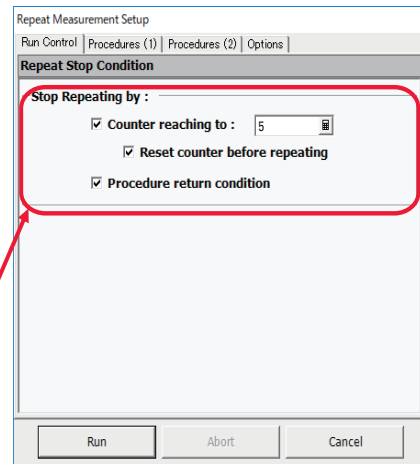 Repeat Measurement Setup
Run Control Procedures (1) Procedures (2) Options
Repeat Stop Condition
Stop Repeating by :
Counter reaching to : 5
Reset counter before repeating
Procedure return condition
Run Abort Cancel